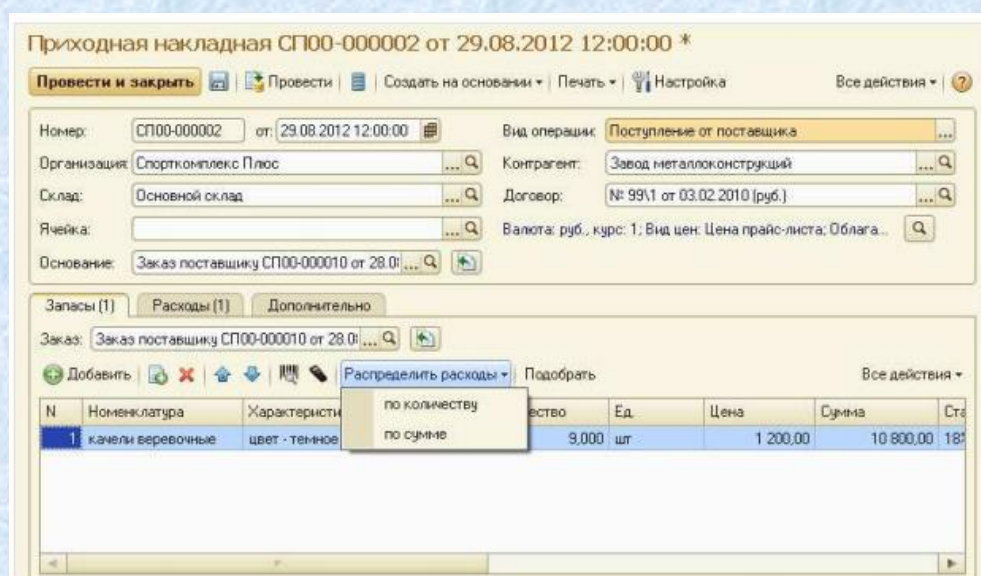 Приходная накладная СП00-000002 от 29.08.2012 12:00:00 *
Провести и закрыть Провести Создать на основании Печать Настройка Все действия
Номер: СП00-000002 от: 29.08.2012 12:00:00 Вид операции: Поступление от поставщика ...
Организация: Спорткомплекс Плюс ... Контрагент: Завод металлоконструкций ...
Склад: Основной склад ... Договор: № 99\1 от 03.02.2010 (руб.) ...
Ячейка: ... Валюта: руб., курс: 1; Вид цен: Цена прайс-листа; Облага...
Основание: Заказ поставщику СП00-000010 от 28.0 ...
Запасы (1) Расходы (1) Дополнительно
Заказ: Заказ поставщику СП00-000010 от 28.0 ...
Добавить Распределить расходы Подобрать Все действия
N Номенклатура Характеристи ество Ед. Цена Сумма Ста
по количеству
1 качели веревочные цвет - темное 9,000 шт 1 200,00 10 800,00 18%
по сумме